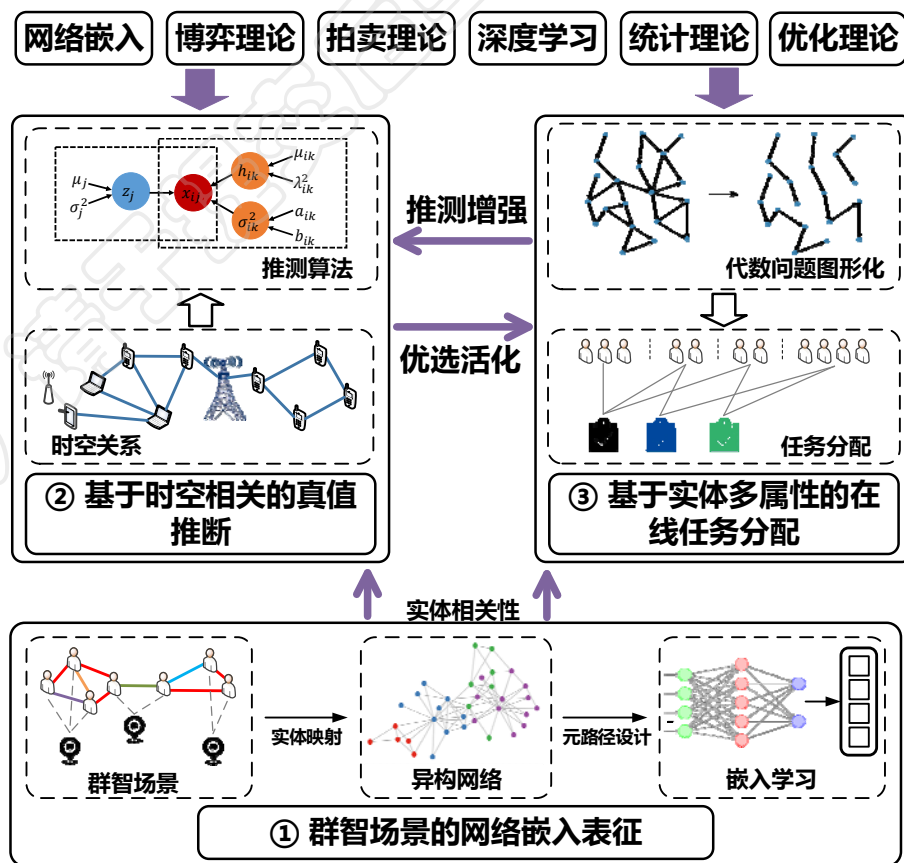 网络嵌入
博弈理论
拍卖理论
深度学习
统计理论
优化理论
μj
σj²
zj
xij
hik
μik
λik²
σik²
aik
bik
推测算法
时空关系
② 基于时空相关的真值
推断
推测增强
优选活化
代数问题图形化
任务分配
③ 基于实体多属性的在
线任务分配
实体相关性
群智场景
实体映射
异构网络
元路径设计
嵌入学习
① 群智场景的网络嵌入表征